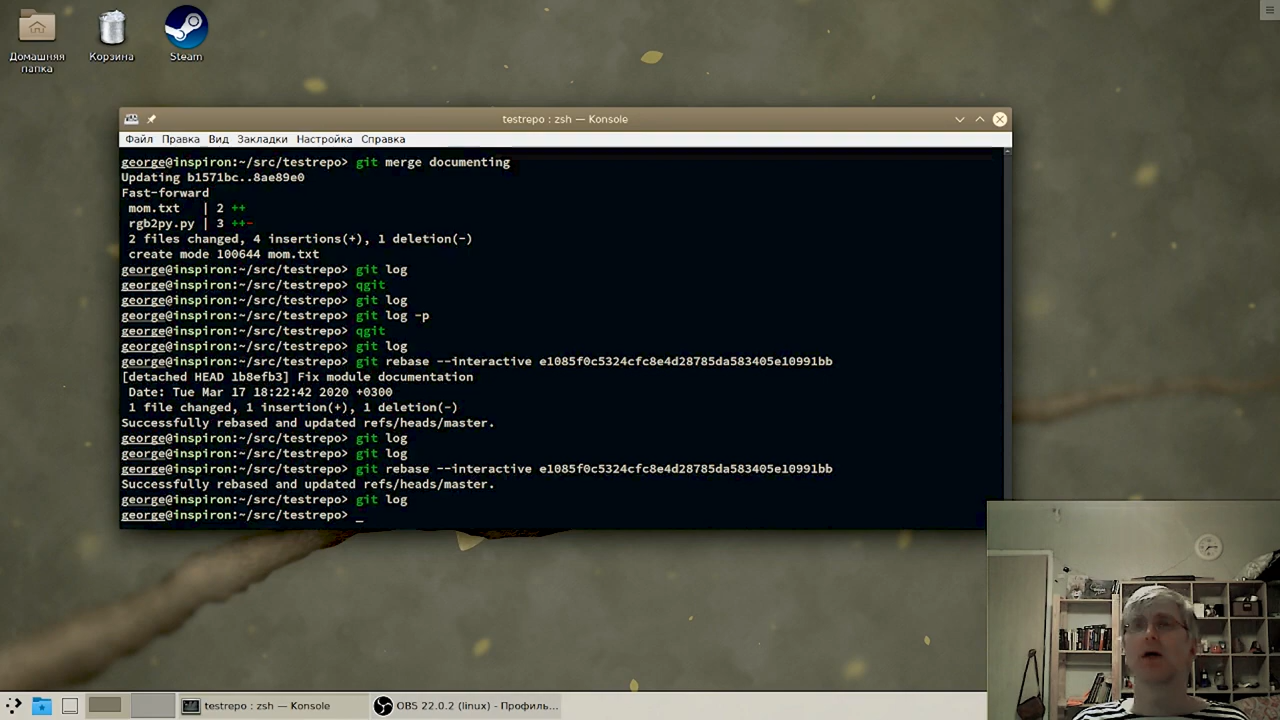 Домашняя
папка
Корзина
Steam
testrepo : zsh — Konsole
Файл Правка Вид Закладки Настройка Справка
george@inspiron:~/src/testrepo> git merge documenting
Updating b1571bc..8ae89e0
Fast-forward
 mom.txt   | 2 ++
 rgb2py.py | 3 ++-
 2 files changed, 4 insertions(+), 1 deletion(-)
 create mode 100644 mom.txt
george@inspiron:~/src/testrepo> git log
george@inspiron:~/src/testrepo> qgit
george@inspiron:~/src/testrepo> git log
george@inspiron:~/src/testrepo> git log -p
george@inspiron:~/src/testrepo> qgit
george@inspiron:~/src/testrepo> git log
george@inspiron:~/src/testrepo> git rebase --interactive e1085f0c5324cfc8e4d28785da583405e10991bb
[detached HEAD 1b8efb3] Fix module documentation
 Date: Tue Mar 17 18:22:42 2020 +0300
 1 file changed, 1 insertion(+), 1 deletion(-)
Successfully rebased and updated refs/heads/master.
george@inspiron:~/src/testrepo> git log
george@inspiron:~/src/testrepo> git log
george@inspiron:~/src/testrepo> git rebase --interactive e1085f0c5324cfc8e4d28785da583405e10991bb
Successfully rebased and updated refs/heads/master.
george@inspiron:~/src/testrepo> git log
george@inspiron:~/src/testrepo> _
testrepo : zsh — Konsole
OBS 22.0.2 (linux) - Профиль...